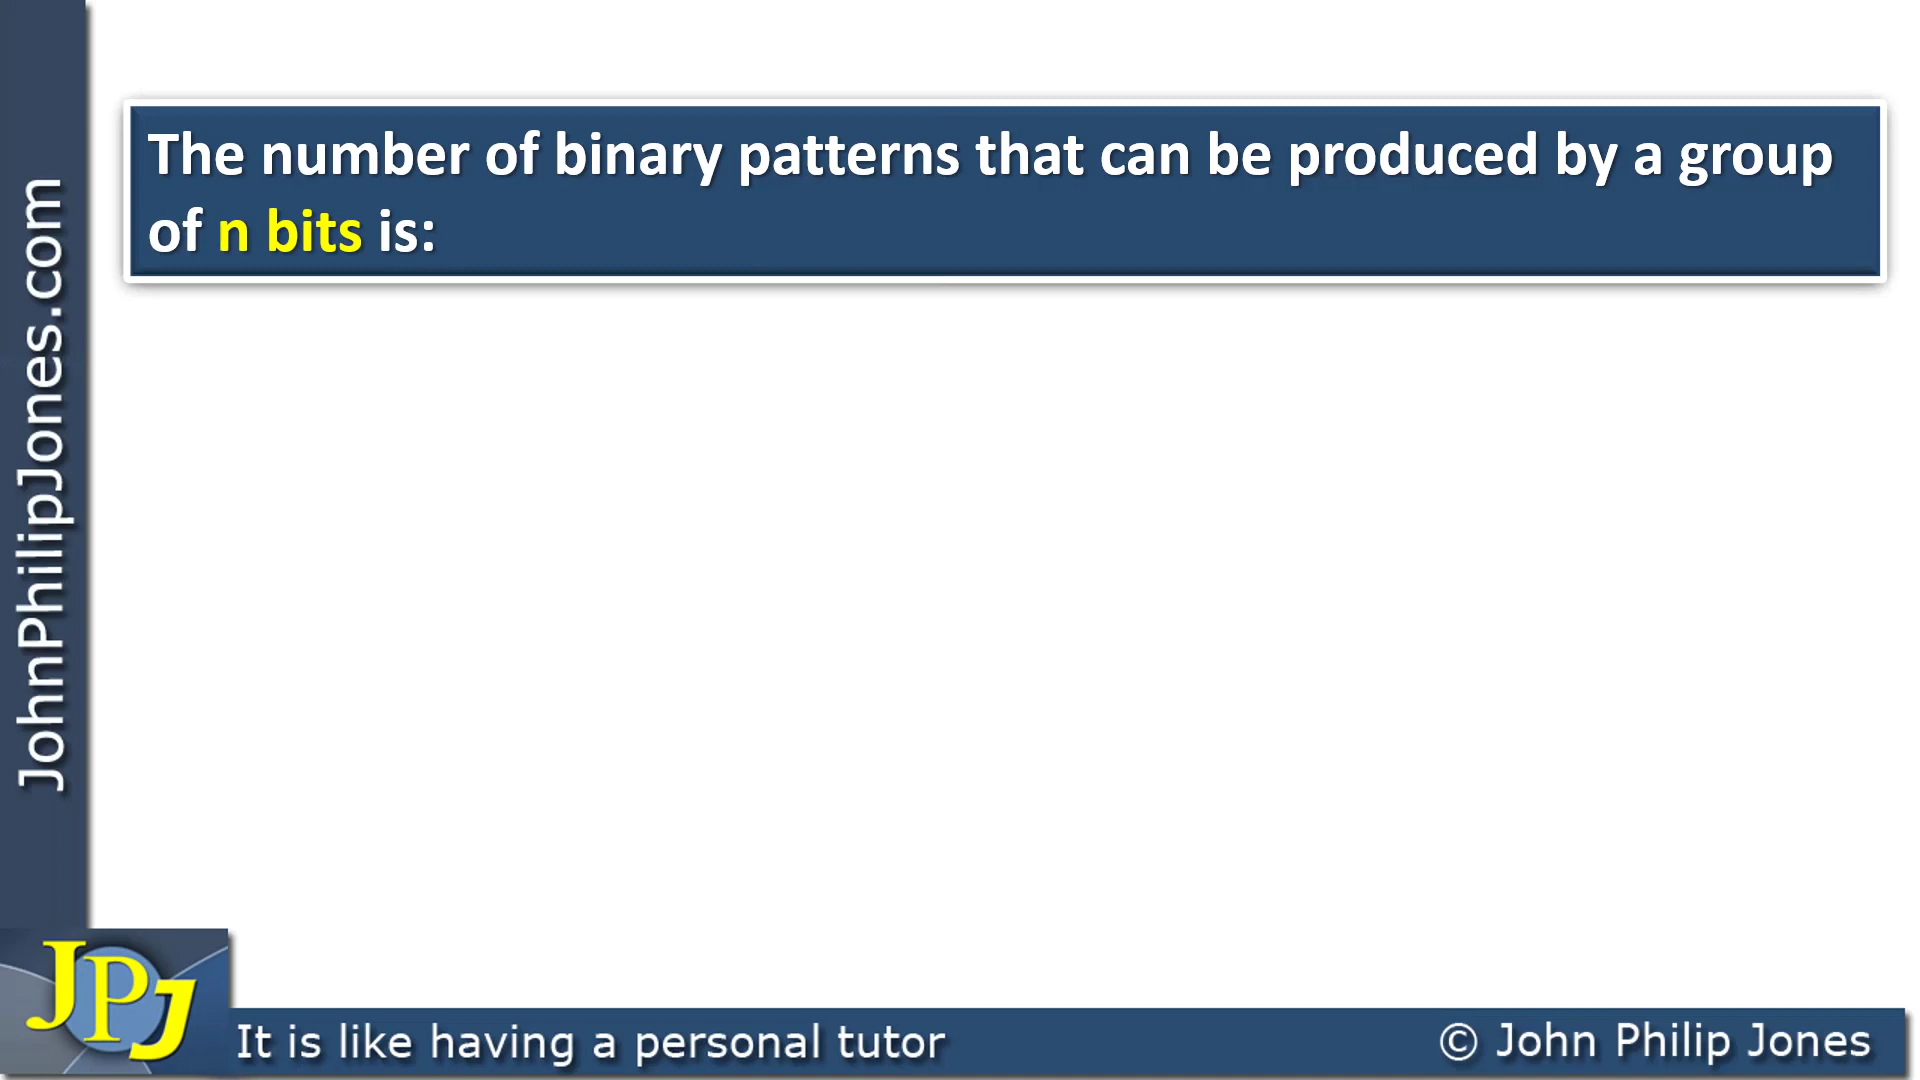 The number of binary patterns that can be produced by a group
of n bits is:
JohnPhilipJones.com
JPJ
It is like having a personal tutor
© John Philip Jones